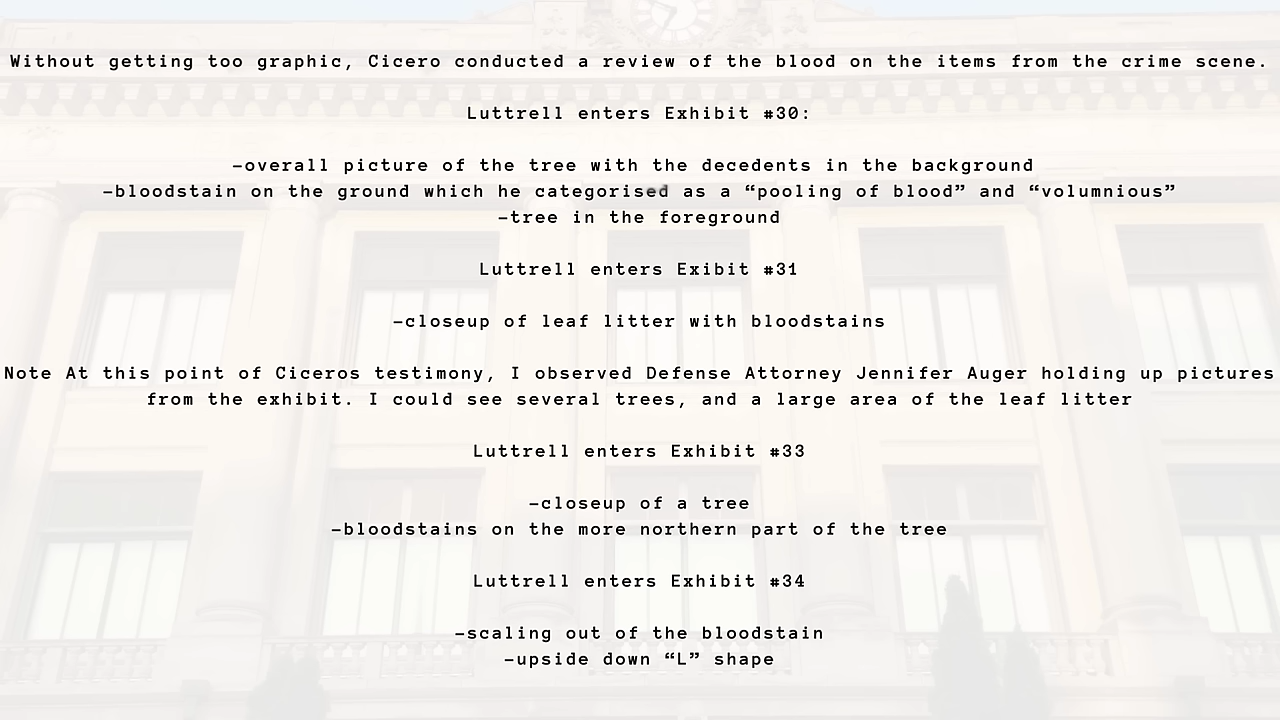 Without getting too graphic, Cicero conducted a review of the blood on the items from the crime scene.
Luttrell enters Exhibit #30:
-overall picture of the tree with the decedents in the background
-bloodstain on the ground which he categorised as a “pooling of blood” and “volumnious”
-tree in the foreground
Luttrell enters Exibit #31
-closeup of leaf litter with bloodstains
Note At this point of Ciceros testimony, I observed Defense Attorney Jennifer Auger holding up pictures
from the exhibit. I could see several trees, and a large area of the leaf litter
Luttrell enters Exhibit #33
-closeup of a tree
-bloodstains on the more northern part of the tree
Luttrell enters Exhibit #34
-scaling out of the bloodstain
-upside down “L” shape